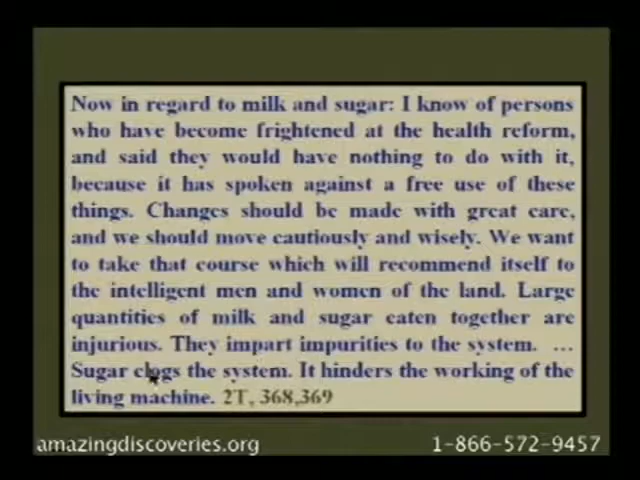 Now in regard to milk and sugar: I know of persons
who have become frightened at the health reform,
and said they would have nothing to do with it,
because it has spoken against a free use of these
things. Changes should be made with great care,
and we should move cautiously and wisely. We want
to take that course which will recommend itself to
the intelligent men and women of the land. Large
quantities of milk and sugar eaten together are
injurious. They impart impurities to the system. ...
Sugar clogs the system. It hinders the working of the
living machine. 2T, 368,369
amazingdiscoveries.org 1-866-572-9457